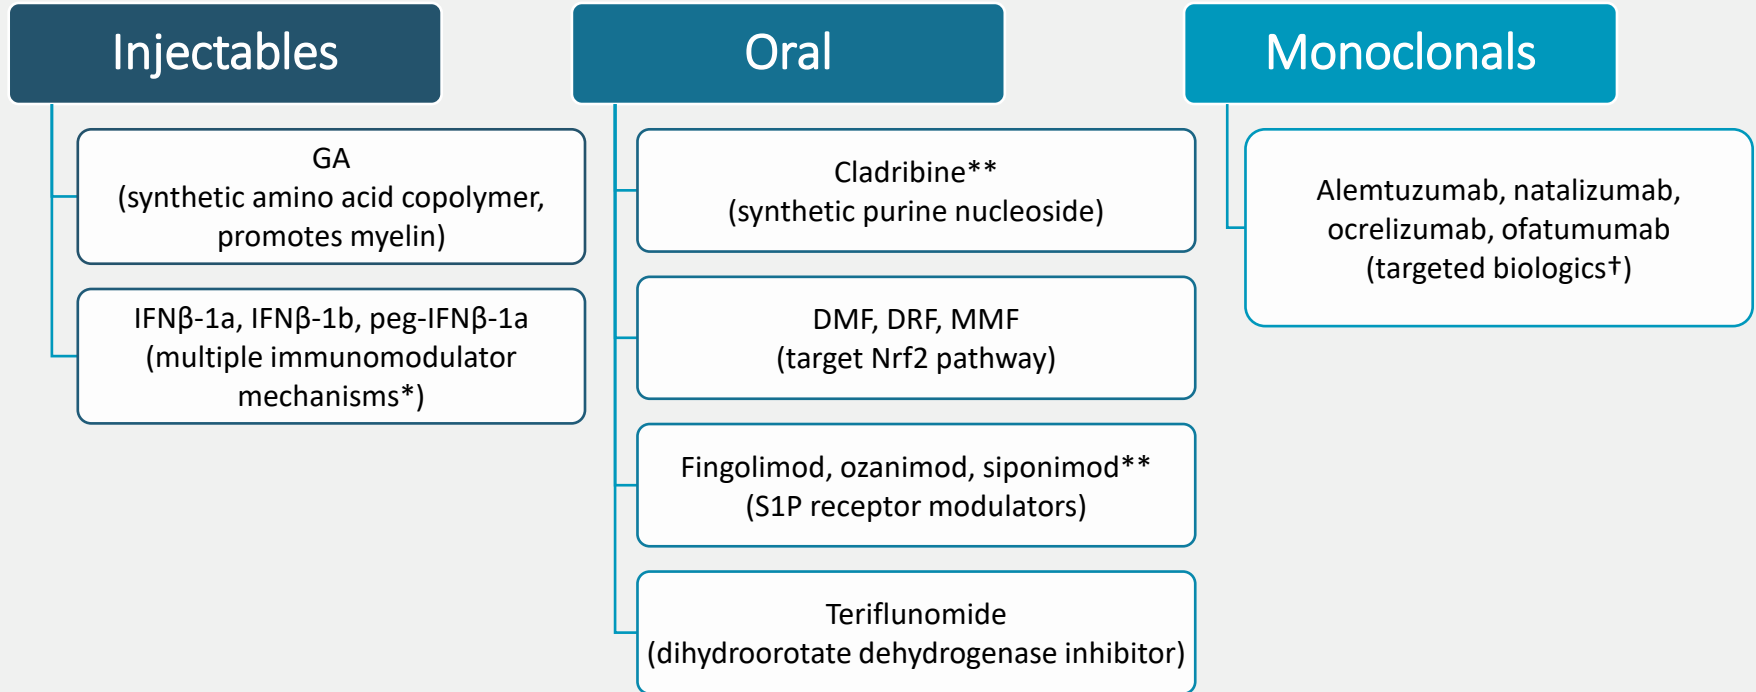 Injectables
GA
(synthetic amino acid copolymer,
promotes myelin)
IFNβ-1a, IFNβ-1b, peg-IFNβ-1a
(multiple immunomodulator
mechanisms*)
Oral
Cladribine**
(synthetic purine nucleoside)
DMF, DRF, MMF
(target Nrf2 pathway)
Fingolimod, ozanimod, siponimod**
(S1P receptor modulators)
Teriflunomide
(dihydroorotate dehydrogenase inhibitor)
Monoclonals
Alemtuzumab, natalizumab,
ocrelizumab, ofatumumab
(targeted biologics†)